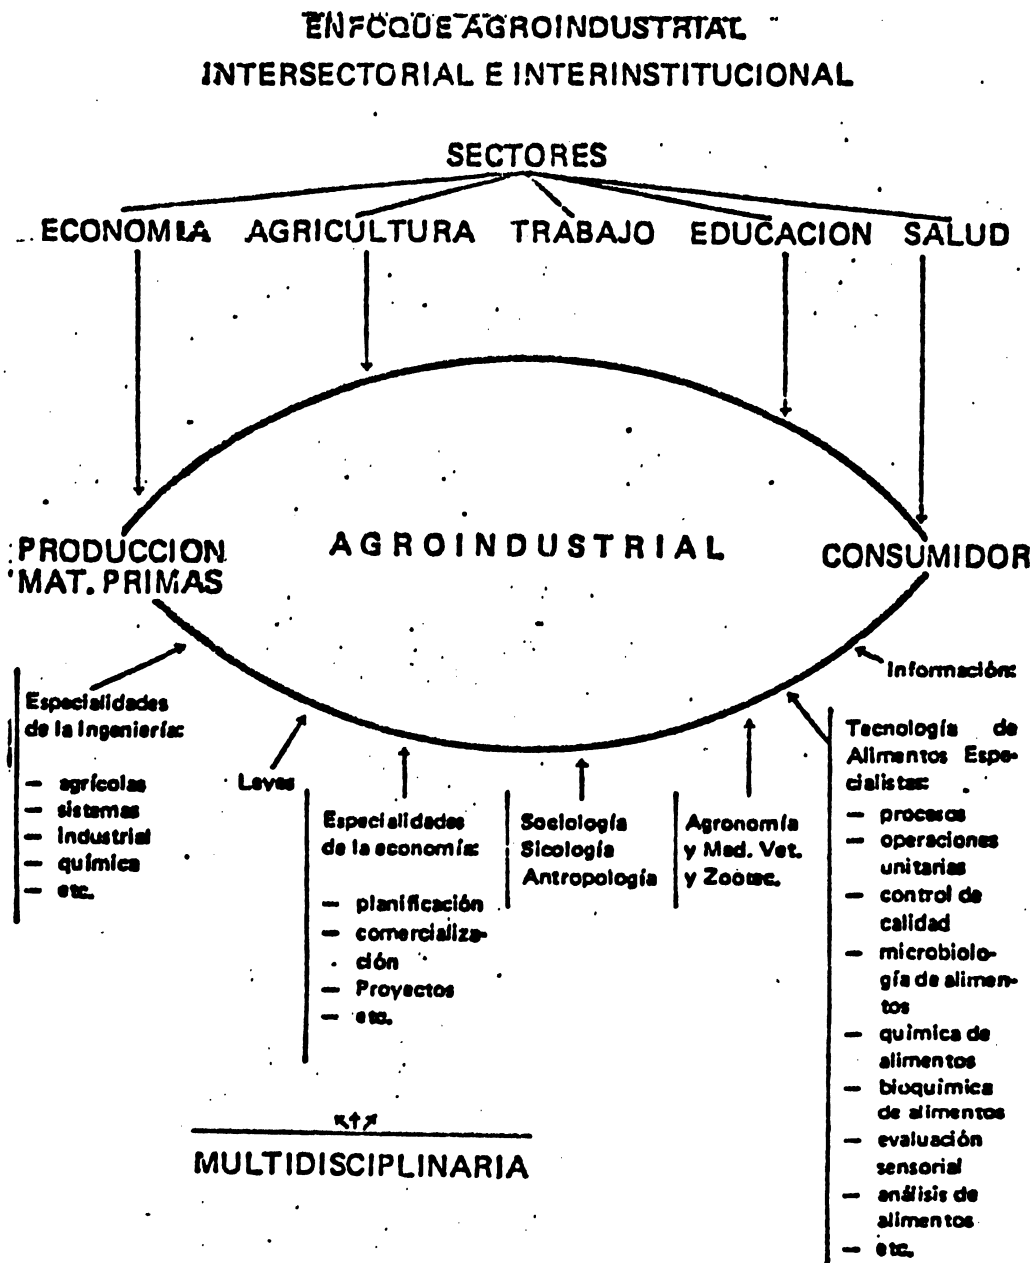 ENFOQUE AGROINDUSTRIAL
INTERSECTORIAL E INTERINSTITUCIONAL
SECTORES
ECONOMIA AGRICULTURA TRABAJO EDUCACION SALUD
PRODUCCION
MAT. PRIMAS
AGROINDUSTRIAL
CONSUMIDOR
Especialidades
de la Ingeniería:
— agrícolas
— sistemas
— industrial
— química
— etc.
Leyes
Especialidades
de la economía:
— planificación
— comercializa-
ción
— Proyectos
— etc.
Sociología
Sicología
Antropología
Agronomía
y Med. Vet.
y Zootec.
Información:
Tecnología de
Alimentos Espe-
cialistas:
— procesos
— operaciones
unitarias
— control de
calidad
— microbiolo-
gía de alimen-
tos
— química de
alimentos
— bioquímica
de alimentos
— evaluación
sensorial
— análisis de
alimentos
— etc.
MULTIDISCIPLINARIA